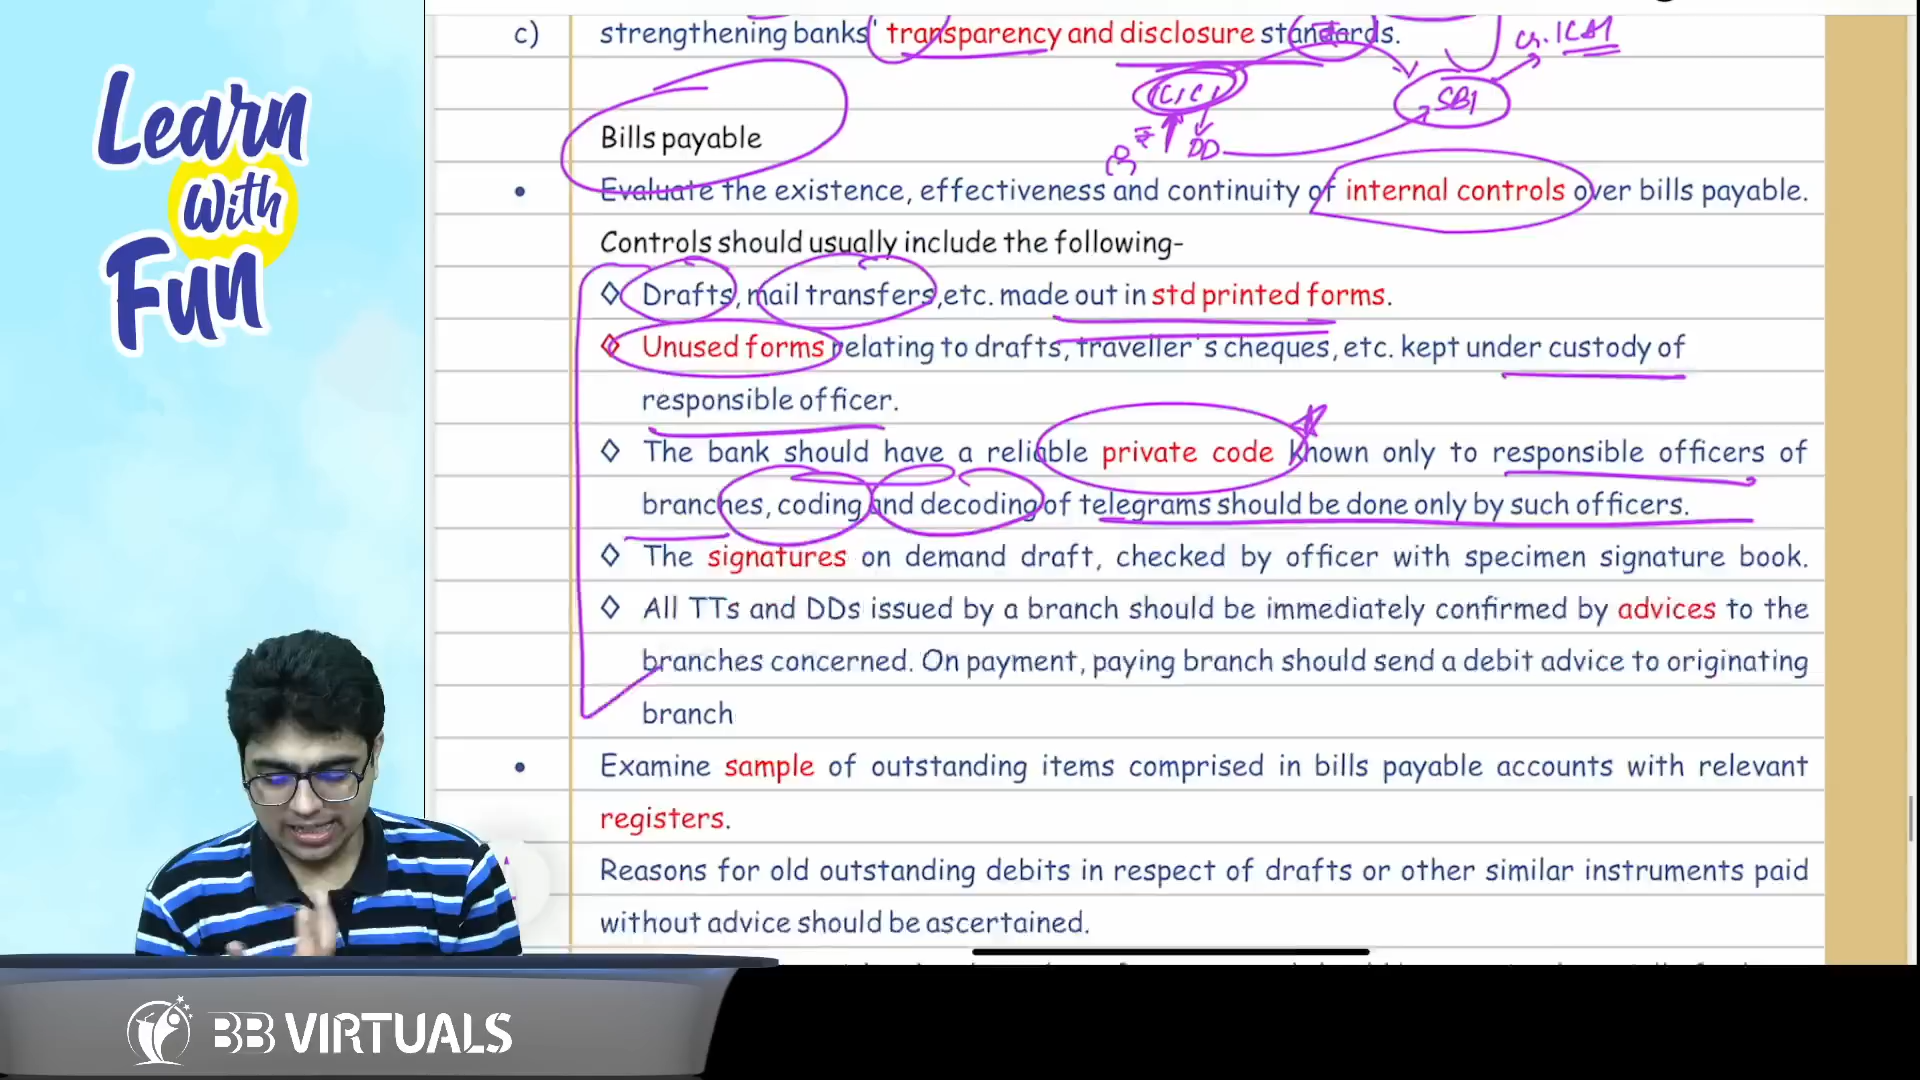 Learn
With
Fun
c) strengthening banks' transparency and disclosure standards.
Ch. ICAI
ICICI
SBI
DD
Bills payable
• Evaluate the existence, effectiveness and continuity of internal controls over bills payable.
Controls should usually include the following-
◊ Drafts, mail transfers,etc. made out in std printed forms.
◊ Unused forms relating to drafts, traveller's cheques, etc. kept under custody of
responsible officer.
◊ The bank should have a reliable private code known only to responsible officers of
branches, coding and decoding of telegrams should be done only by such officers.
◊ The signatures on demand draft, checked by officer with specimen signature book.
◊ All TTs and DDs issued by a branch should be immediately confirmed by advices to the
branches concerned. On payment, paying branch should send a debit advice to originating
branch
• Examine sample of outstanding items comprised in bills payable accounts with relevant
registers.
Reasons for old outstanding debits in respect of drafts or other similar instruments paid
without advice should be ascertained.
BB VIRTUALS